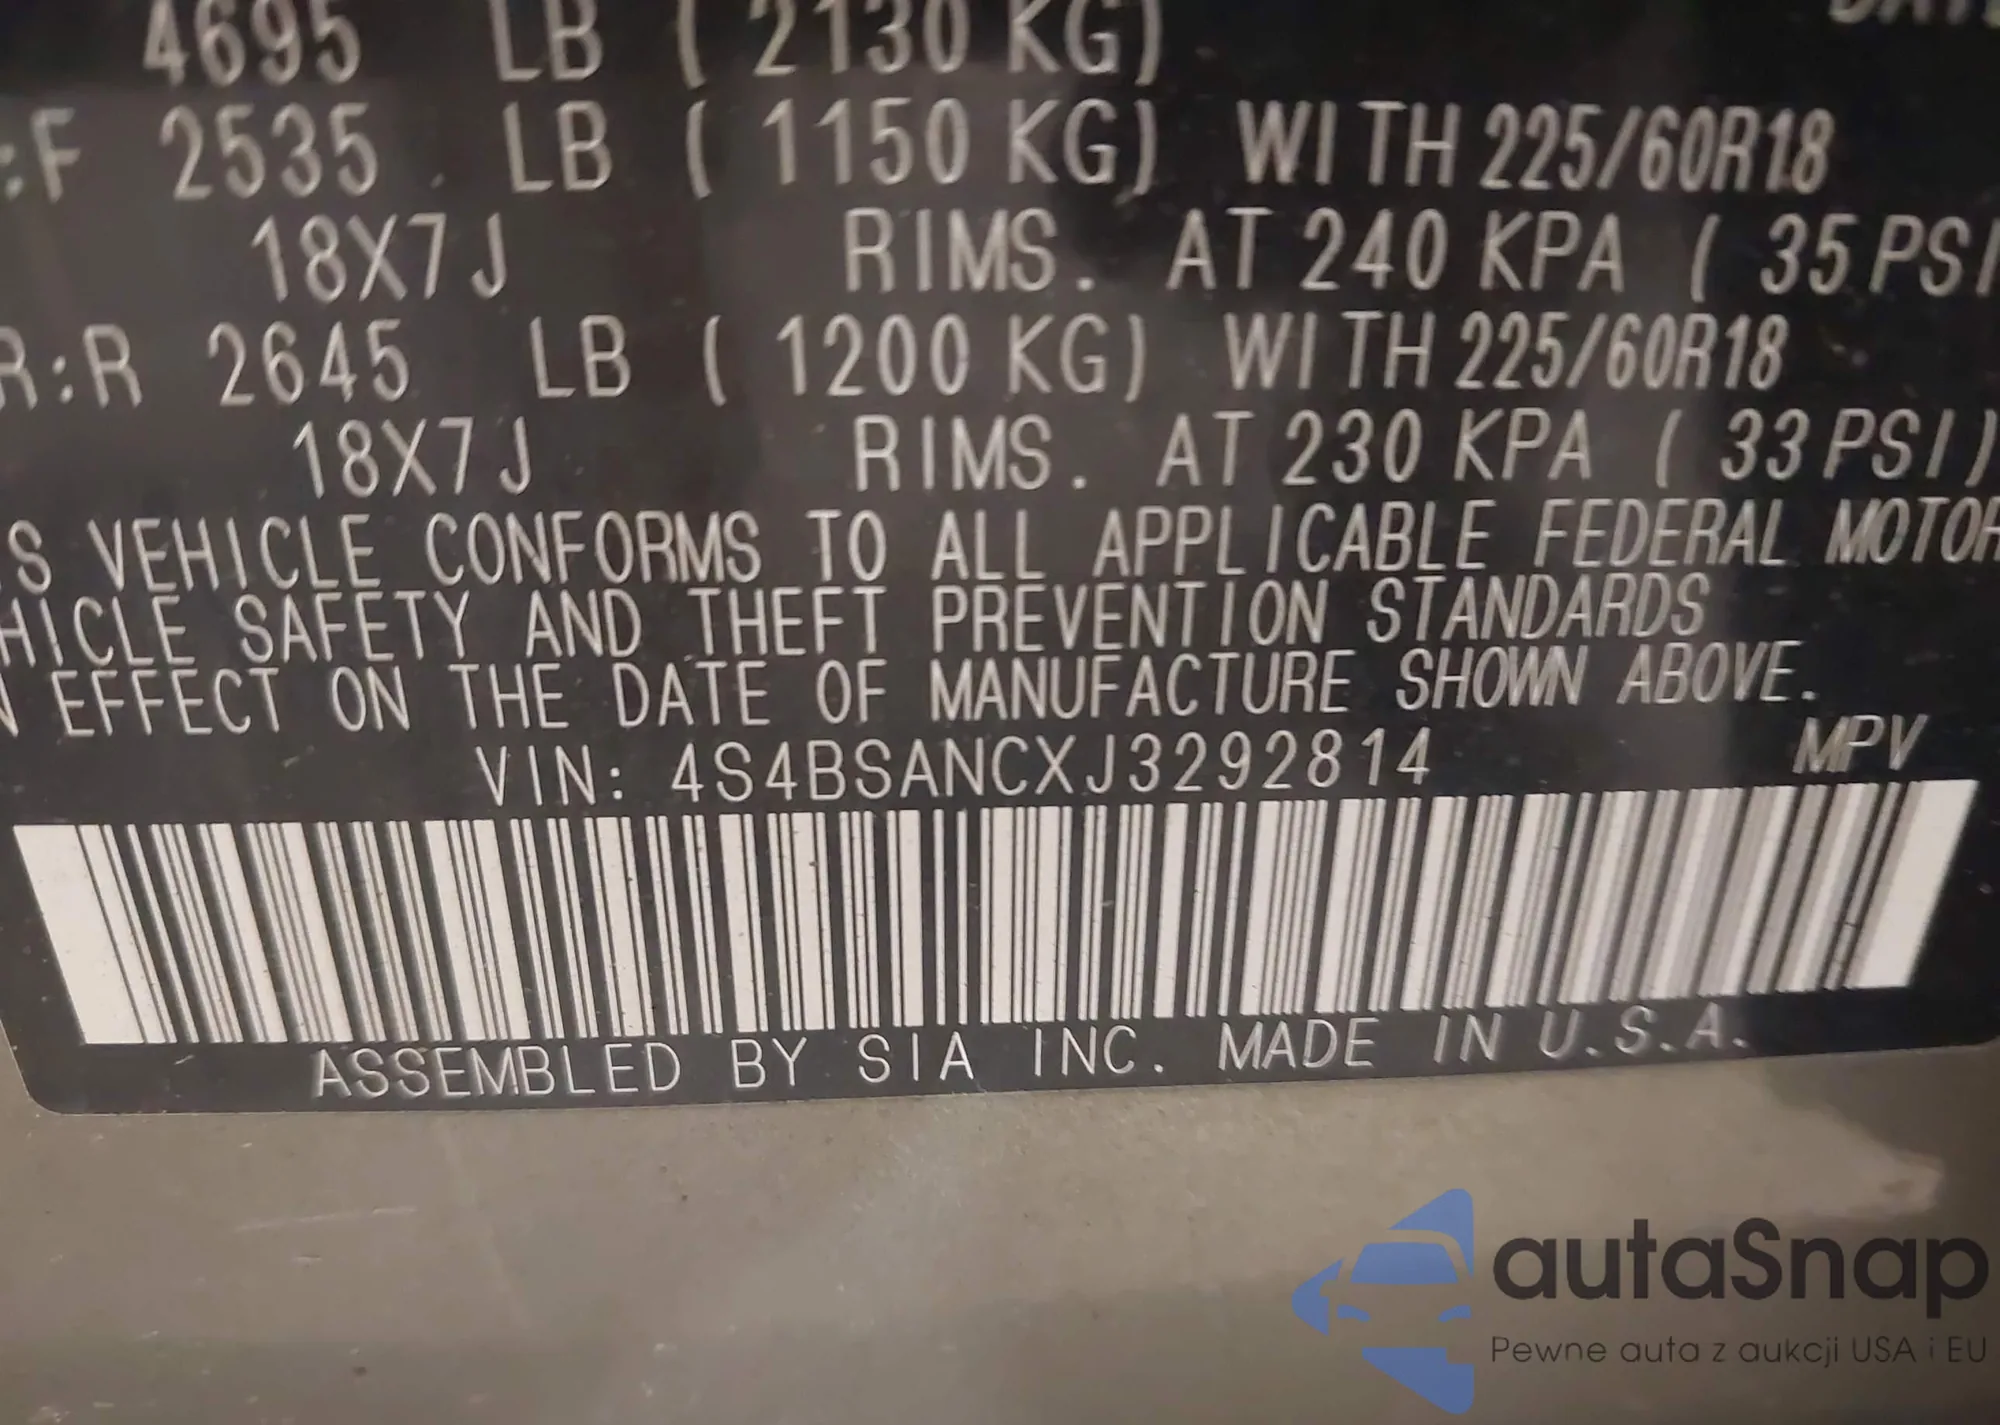 4695 LB ( 2130 KG)
:F 2535 LB ( 1150 KG) WITH 225/60R18
18X7J RIMS. AT 240 KPA ( 35 PSI
R:R 2645 LB ( 1200 KG) WITH 225/60R18
18X7J RIMS. AT 230 KPA ( 33 PSI)
S VEHICLE CONFORMS TO ALL APPLICABLE FEDERAL MOTOR
HICLE SAFETY AND THEFT PREVENTION STANDARDS
N EFFECT ON THE DATE OF MANUFACTURE SHOWN ABOVE.
VIN: 4S4BSANCXJ3292814 MPV
ASSEMBLED BY SIA INC. MADE IN U.S.A.
autaSnap
Pewne auta z aukcji USA i EU